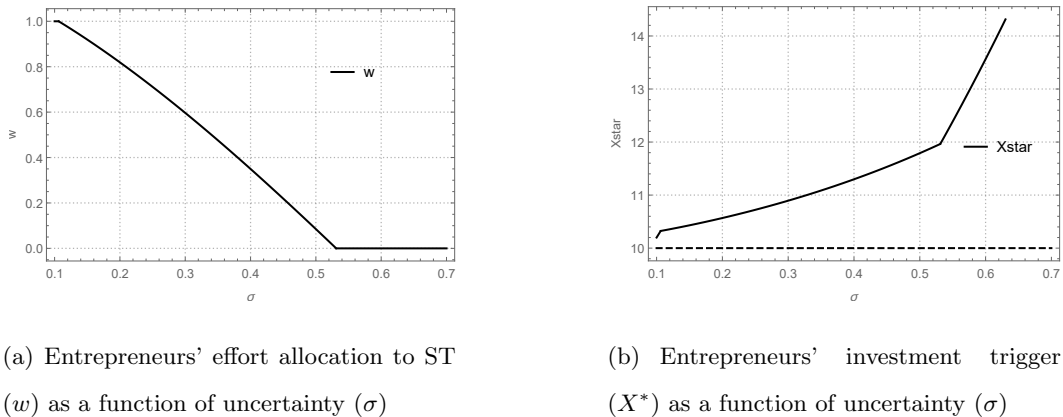 1.0
0.8
0.6
0.4
0.2
0.0
w
w
0.1 0.2 0.3 0.4 0.5 0.6 0.7
σ
14
13
12
11
10
Xstar
Xstar
0.1 0.2 0.3 0.4 0.5 0.6 0.7
σ
(a) Entrepreneurs' effort allocation to ST
(w) as a function of uncertainty (σ)
(b) Entrepreneurs' investment trigger
(X*) as a function of uncertainty (σ)